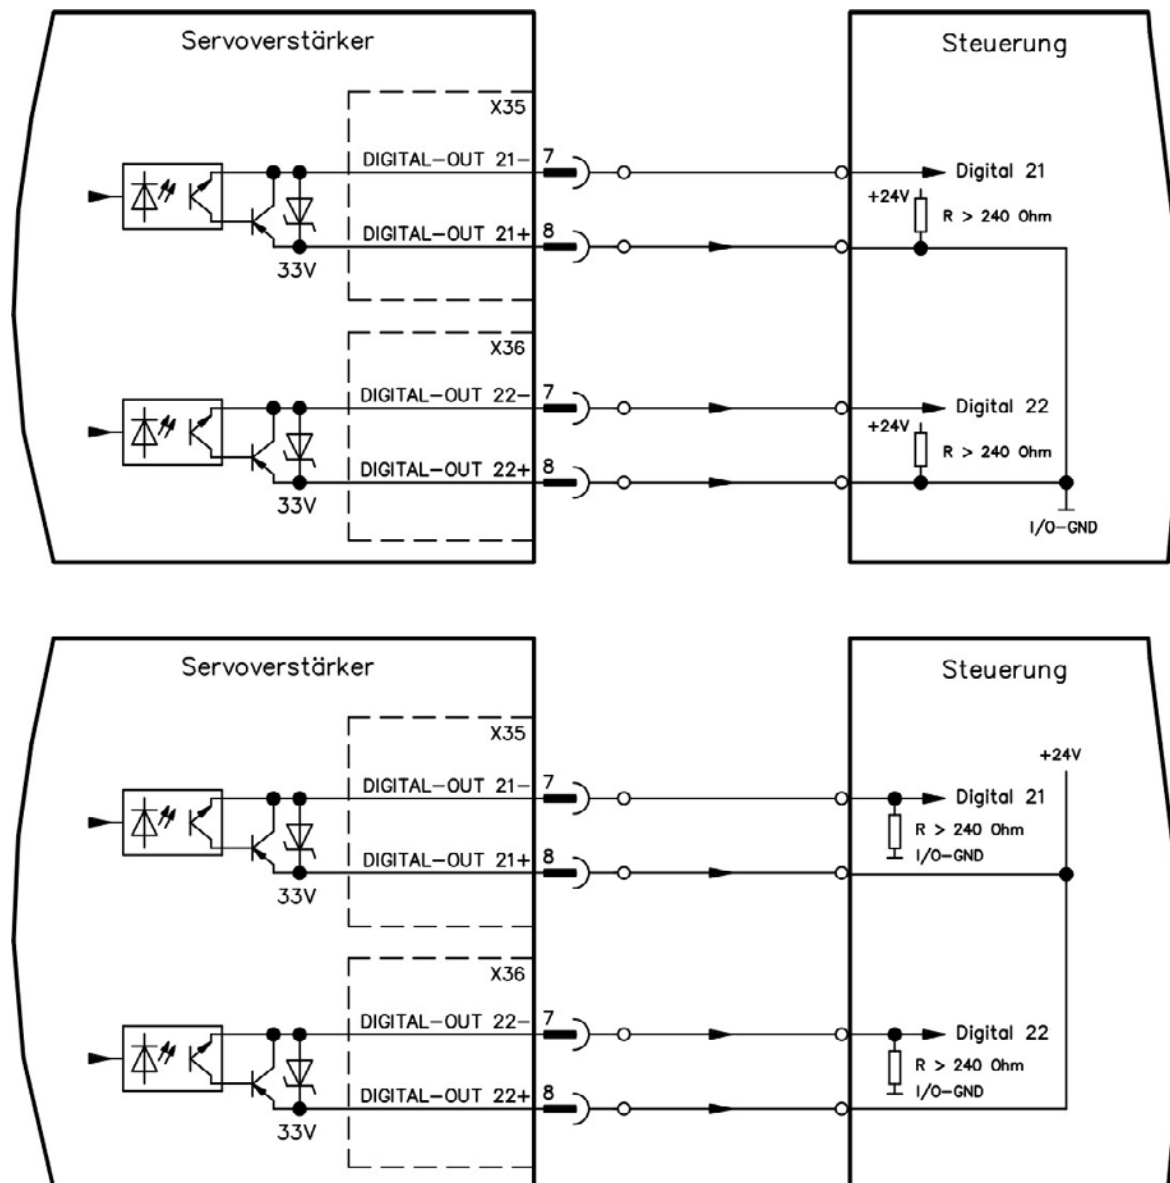 Servoverstärker
Steuerung
X35
DIGITAL-OUT 21-
7
Digital 21
+24V
R > 240 Ohm
DIGITAL-OUT 21+
8
33V
X36
DIGITAL-OUT 22-
7
Digital 22
+24V
R > 240 Ohm
DIGITAL-OUT 22+
8
33V
I/O-GND
Servoverstärker
Steuerung
X35
+24V
DIGITAL-OUT 21-
7
Digital 21
R > 240 Ohm
I/O-GND
DIGITAL-OUT 21+
8
33V
X36
DIGITAL-OUT 22-
7
Digital 22
R > 240 Ohm
I/O-GND
DIGITAL-OUT 22+
8
33V